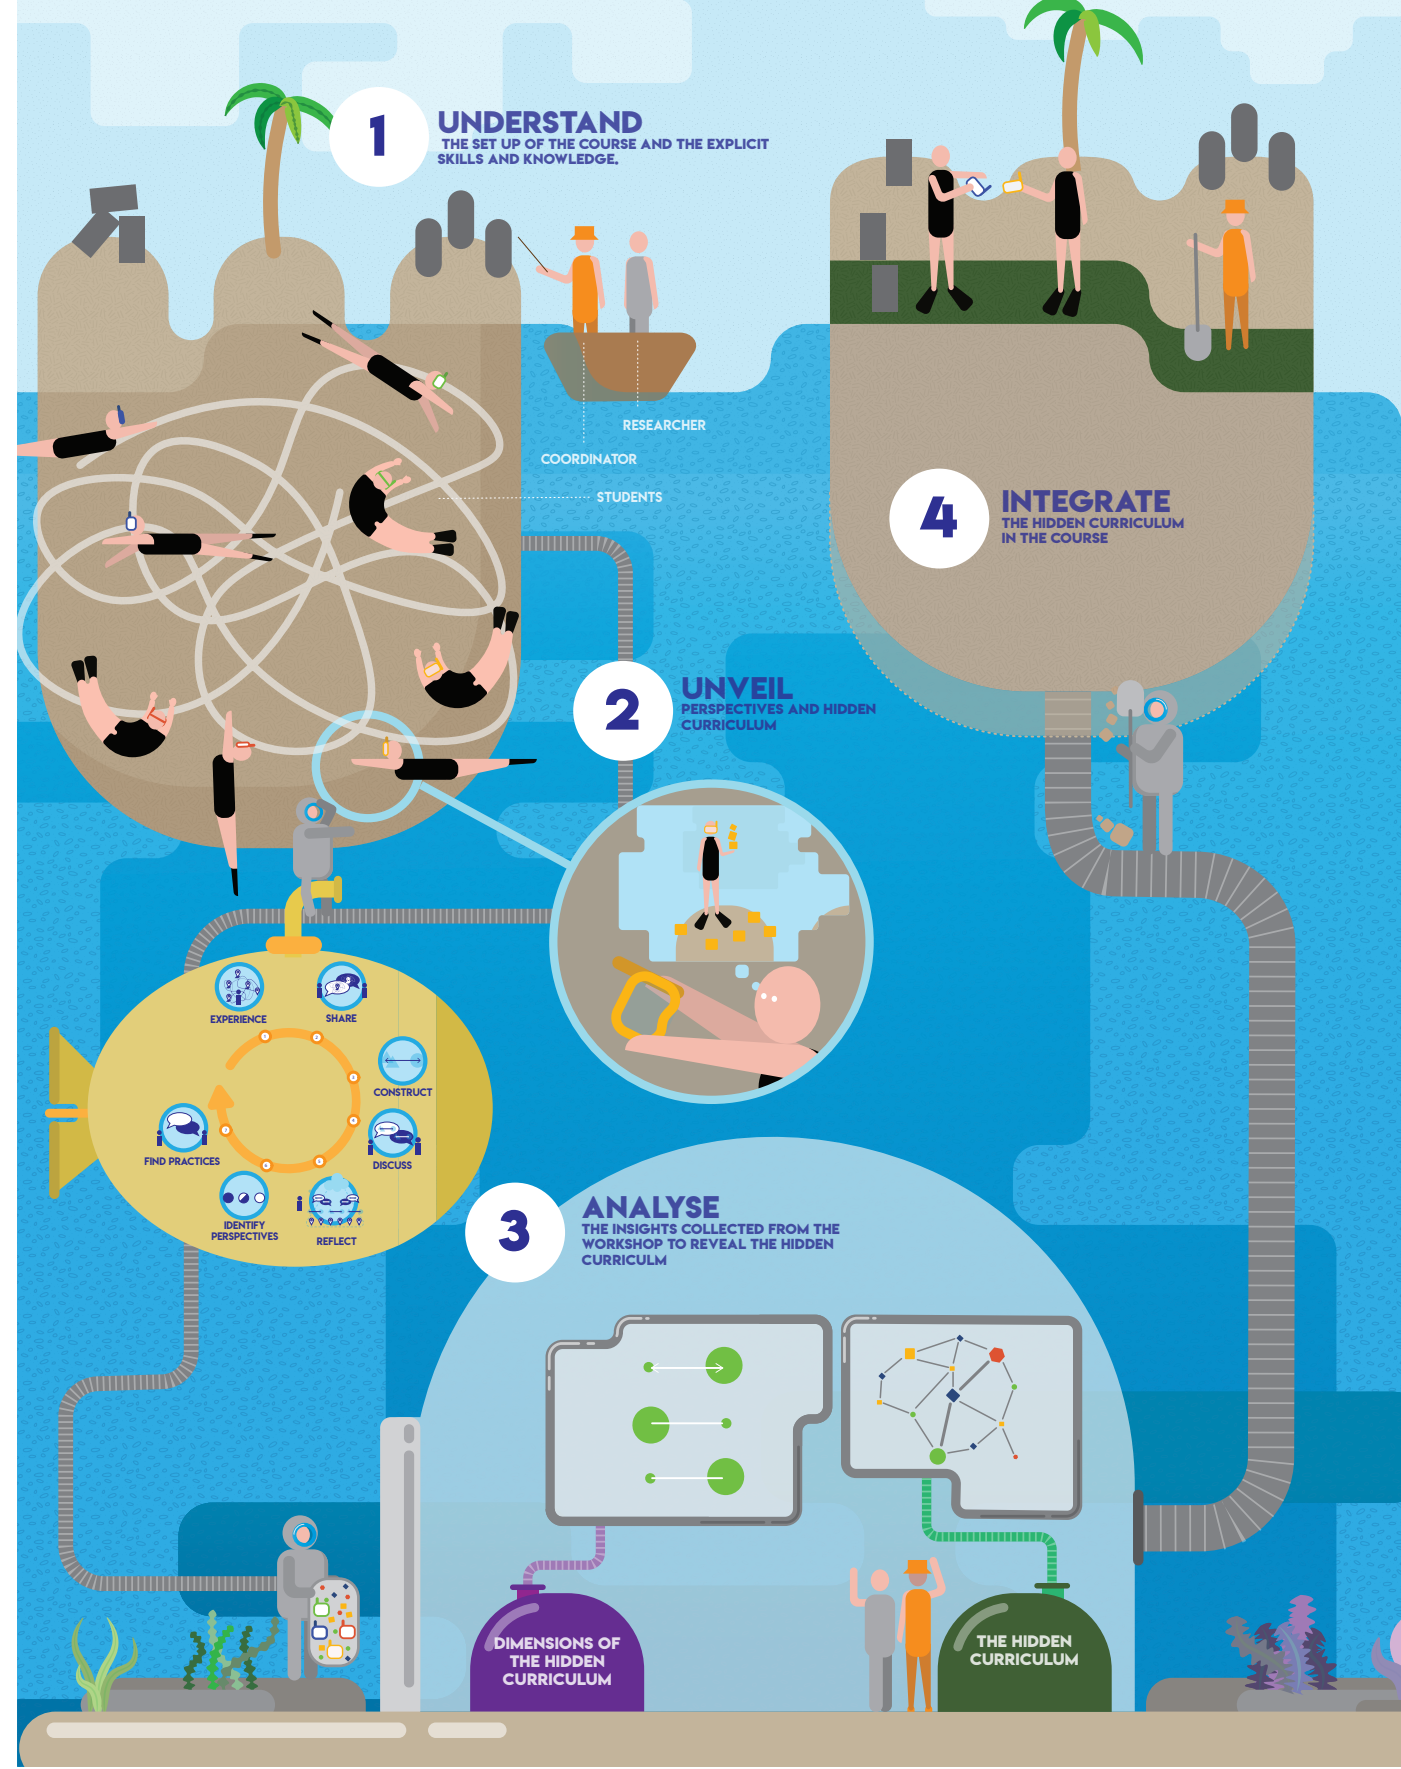 1
UNDERSTAND
THE SET UP OF THE COURSE AND THE EXPLICIT
SKILLS AND KNOWLEDGE.
RESEARCHER
COORDINATOR
STUDENTS
4
INTEGRATE
THE HIDDEN CURRICULUM
IN THE COURSE
2
UNVEIL
PERSPECTIVES AND HIDDEN
CURRICULUM
EXPERIENCE
SHARE
CONSTRUCT
DISCUSS
REFLECT
IDENTIFY
PERSPECTIVES
FIND PRACTICES
3
ANALYSE
THE INSIGHTS COLLECTED FROM THE
WORKSHOP TO REVEAL THE HIDDEN
CURRICULM
DIMENSIONS OF
THE HIDDEN
CURRICULUM
THE HIDDEN
CURRICULUM